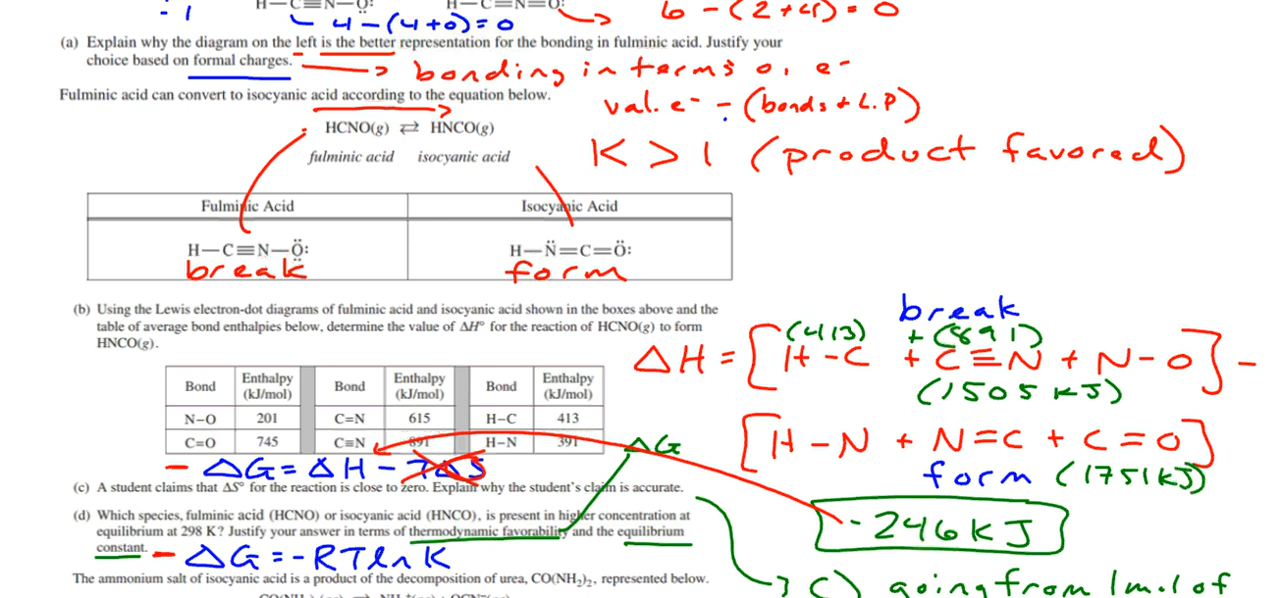 - 1
H—C≡N—Ö: H—C≡N=O:
4 - (4+0) = 0
6 - (2+4) = 0
(a) Explain why the diagram on the left is the better representation for the bonding in fulminic acid. Justify your
choice based on formal charges.
bonding in terms o, e-
Fulminic acid can convert to isocyanic acid according to the equation below.
val. e- - (bonds + L.P)
HCNO(g) ⇄ HNCO(g)
fulminic acid isocyanic acid
K > 1 (product favored)
Fulminic Acid Isocyanic Acid
H—C≡N—Ö: H—N̈=C=Ö:
break form
(b) Using the Lewis electron-dot diagrams of fulminic acid and isocyanic acid shown in the boxes above and the
table of average bond enthalpies below, determine the value of ΔH° for the reaction of HCNO(g) to form
HNCO(g).
break
(413) + (891)
ΔH = [H-C + C≡N + N-O] -
(1505 kJ)
[H-N + N=C + C=O]
form (1751 kJ)
-246 kJ
Bond Enthalpy (kJ/mol) Bond Enthalpy (kJ/mol) Bond Enthalpy (kJ/mol)
N–O 201 C=N 615 H–C 413
C=O 745 C≡N 891 H–N 391
ΔG
- ΔG = ΔH - TΔS
(c) A student claims that ΔS° for the reaction is close to zero. Explain why the student's claim is accurate.
(d) Which species, fulminic acid (HCNO) or isocyanic acid (HNCO), is present in higher concentration at
equilibrium at 298 K? Justify your answer in terms of thermodynamic favorability and the equilibrium
constant.
- ΔG = -RTlnK
c) going from 1 mol of
The ammonium salt of isocyanic acid is a product of the decomposition of urea, CO(NH₂)₂, represented below.